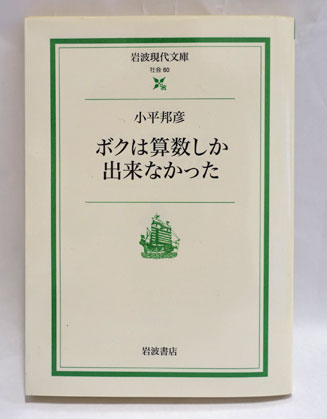 岩波現代文庫
社会 60
小平邦彦
ボクは算数しか
出来なかった
岩波書店